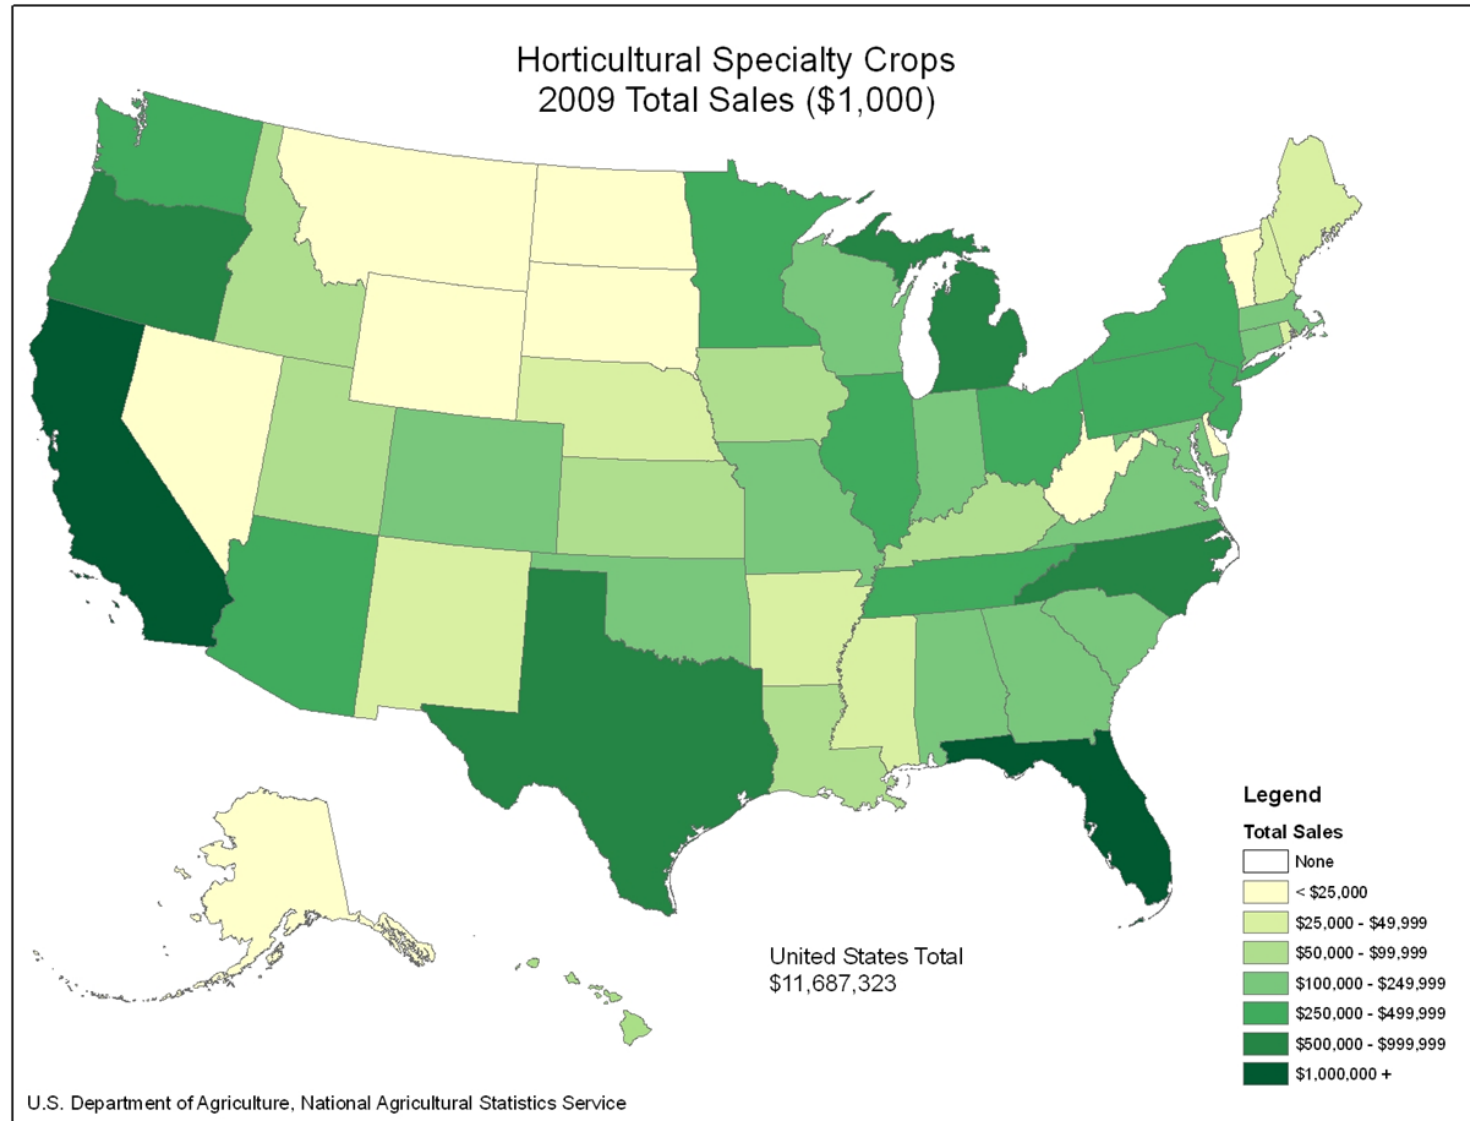 Horticultural Specialty Crops
2009 Total Sales ($1,000)
United States Total
$11,687,323
Legend
Total Sales
None
< $25,000
$25,000 - $49,999
$50,000 - $99,999
$100,000 - $249,999
$250,000 - $499,999
$500,000 - $999,999
$1,000,000 +
U.S. Department of Agriculture, National Agricultural Statistics Service